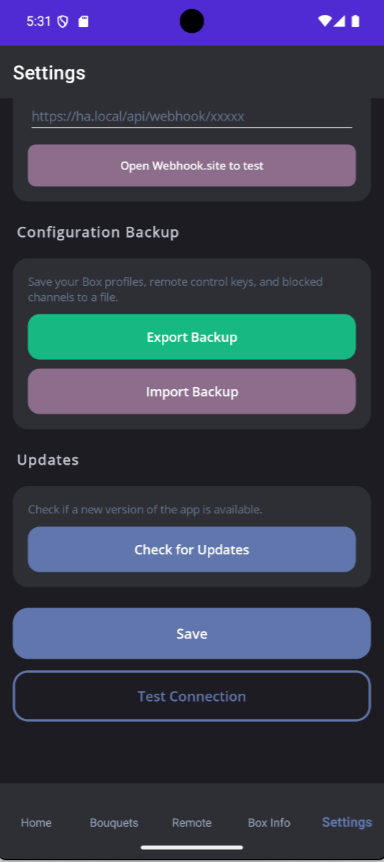 5:31
Settings
https://ha.local/api/webhook/xxxxx
Open Webhook.site to test
Configuration Backup
Save your Box profiles, remote control keys, and blocked
channels to a file.
Export Backup
Import Backup
Updates
Check if a new version of the app is available.
Check for Updates
Save
Test Connection
Home Bouquets Remote Box Info Settings